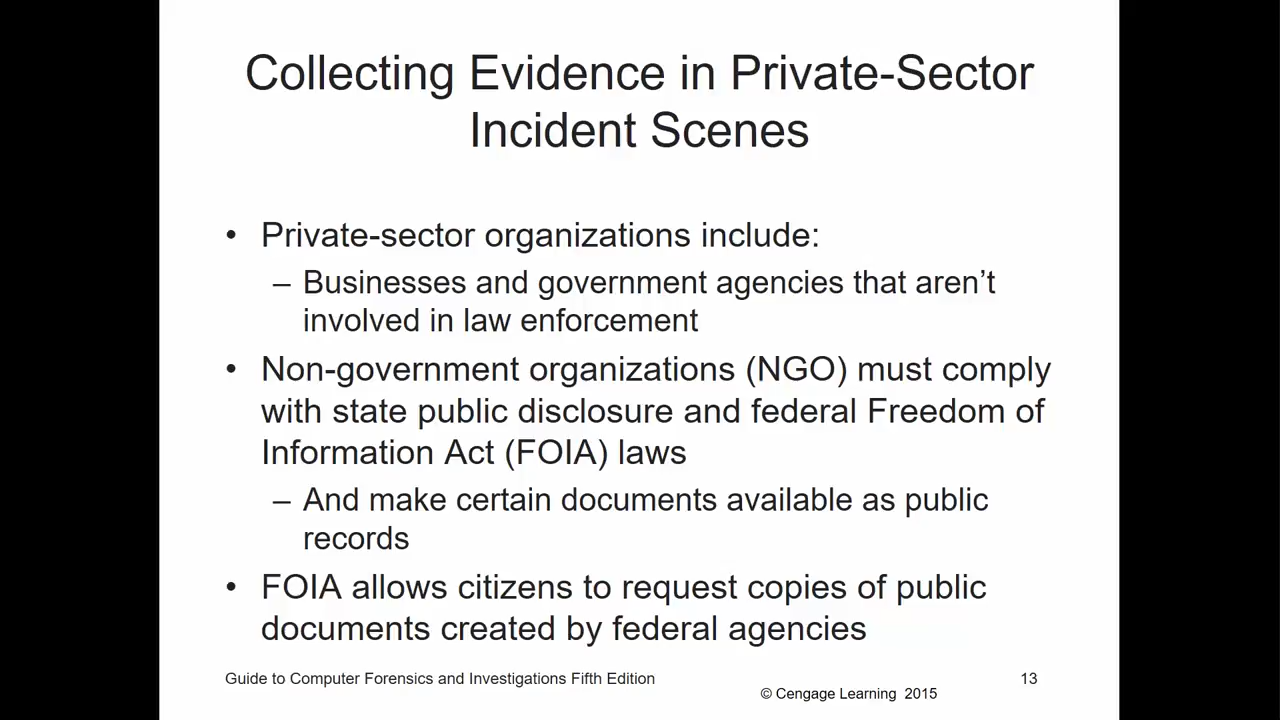 Collecting Evidence in Private-Sector
Incident Scenes
• Private-sector organizations include:
– Businesses and government agencies that aren’t
involved in law enforcement
• Non-government organizations (NGO) must comply
with state public disclosure and federal Freedom of
Information Act (FOIA) laws
– And make certain documents available as public
records
• FOIA allows citizens to request copies of public
documents created by federal agencies
Guide to Computer Forensics and Investigations Fifth Edition
13
© Cengage Learning 2015